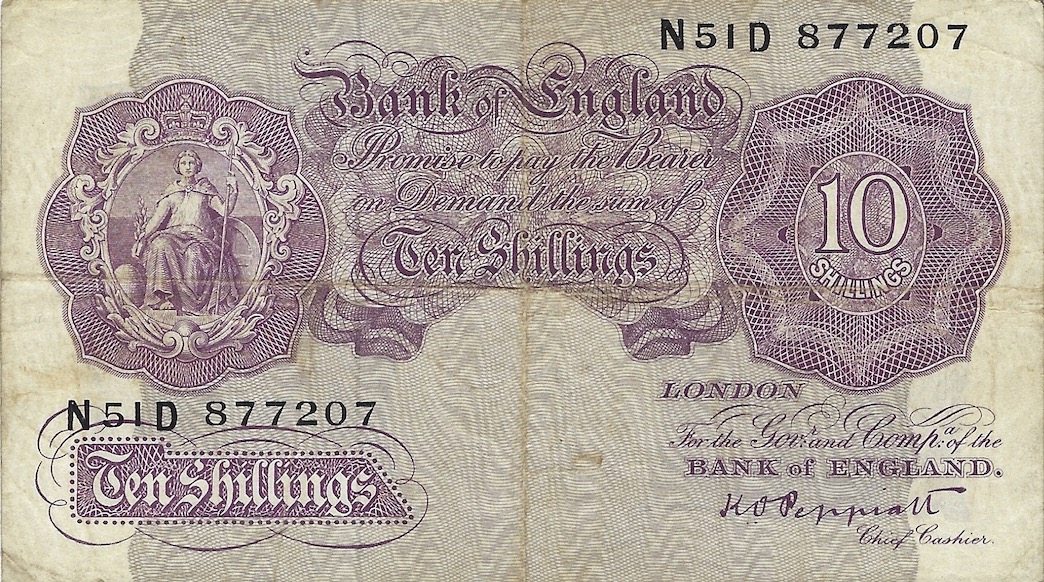 N51D 877207
Bank of England
Promise to pay the Bearer
on Demand the sum of
Ten Shillings
10
SHILLINGS
N51D 877207
Ten Shillings
LONDON
For the Govr. and Compa. of the
BANK of ENGLAND.
K O Peppiatt
Chief Cashier.